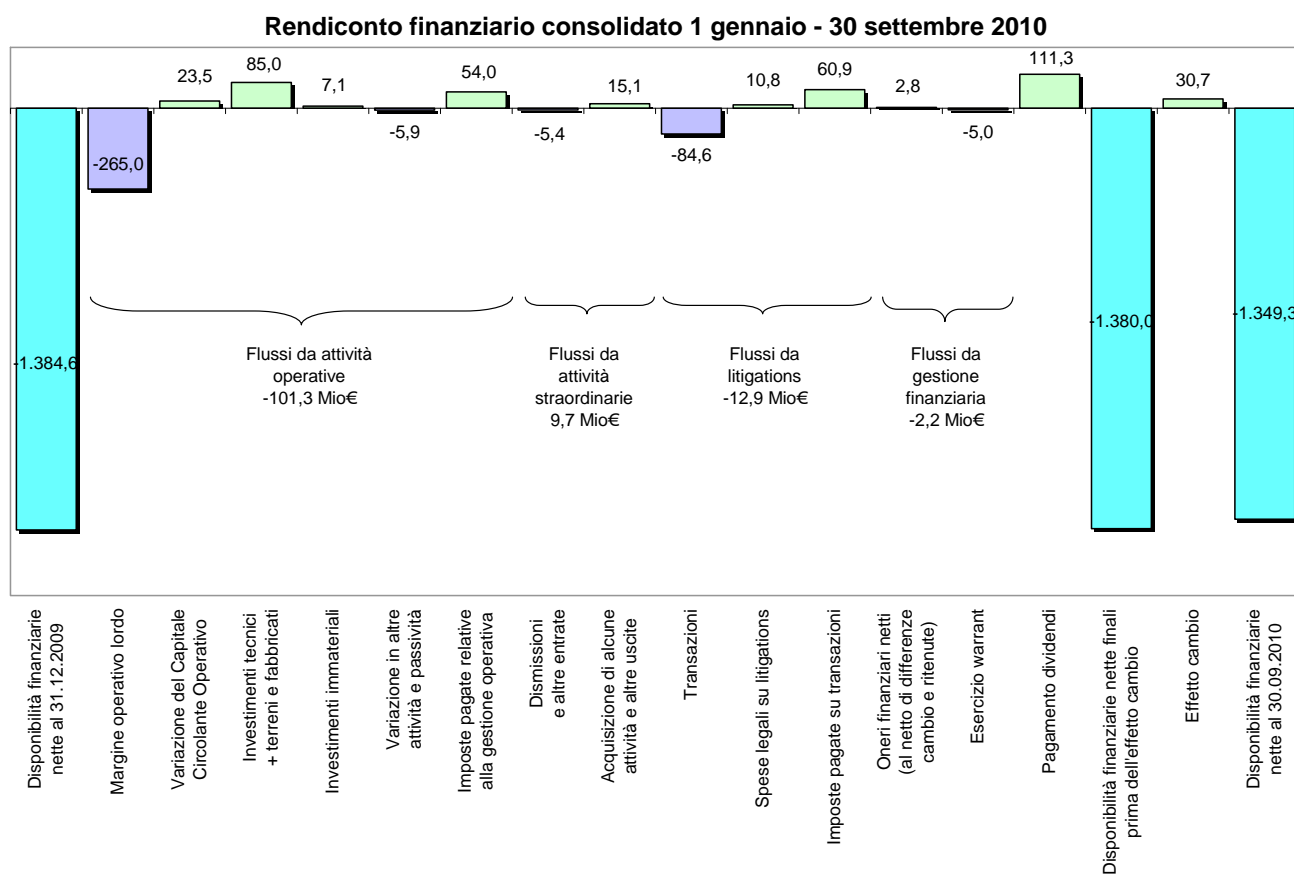 Rendiconto finanziario consolidato 1 gennaio - 30 settembre 2010
-1.384,6
-265,0
23,5
85,0
7,1
-5,9
54,0
-5,4
15,1
-84,6
10,8
60,9
2,8
-5,0
111,3
-1.380,0
30,7
-1.349,3
Flussi da attività
operative
-101,3 Mio€
Flussi da
attività
straordinarie
9,7 Mio€
Flussi da
litigations
-12,9 Mio€
Flussi da
gestione
finanziaria
-2,2 Mio€
Disponibilità finanziarie
nette al 31.12.2009
Margine operativo lordo
Variazione del Capitale
Circolante Operativo
Investimenti tecnici
+ terreni e fabbricati
Investimenti immateriali
Variazione in altre
attività e passività
Imposte pagate relative
alla gestione operativa
Dismissioni
e altre entrate
Acquisizione di alcune
attività e altre uscite
Transazioni
Spese legali su litigations
Imposte pagate su transazioni
Oneri finanziari netti
(al netto di differenze
cambio e ritenute)
Esercizio warrant
Pagamento dividendi
Disponibilità finanziarie nette finali
prima dell'effetto cambio
Effetto cambio
Disponibilità finanziarie
nette al 30.09.2010